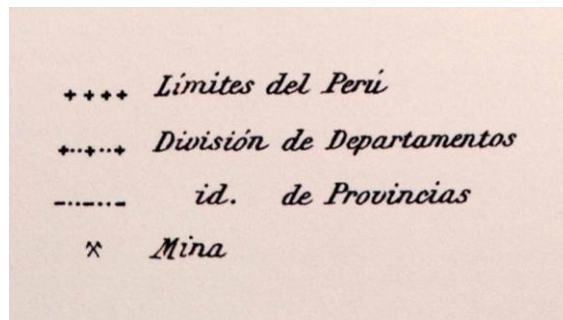 Límites del Perú
División de Departamentos
id. de Provincias
Mina